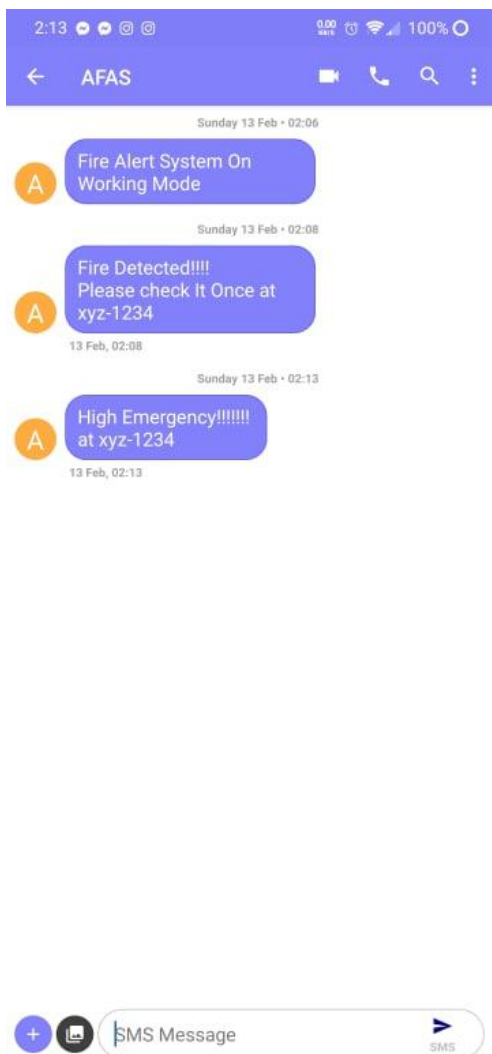 2:13 0.00 KB/S 100%
AFAS
Sunday 13 Feb • 02:06
A
Fire Alert System On
Working Mode
Sunday 13 Feb • 02:08
Fire Detected!!!!
Please check It Once at
A
xyz-1234
13 Feb, 02:08
Sunday 13 Feb • 02:13
High Emergency!!!!!!!
A
at xyz-1234
13 Feb, 02:13
SMS Message
SMS